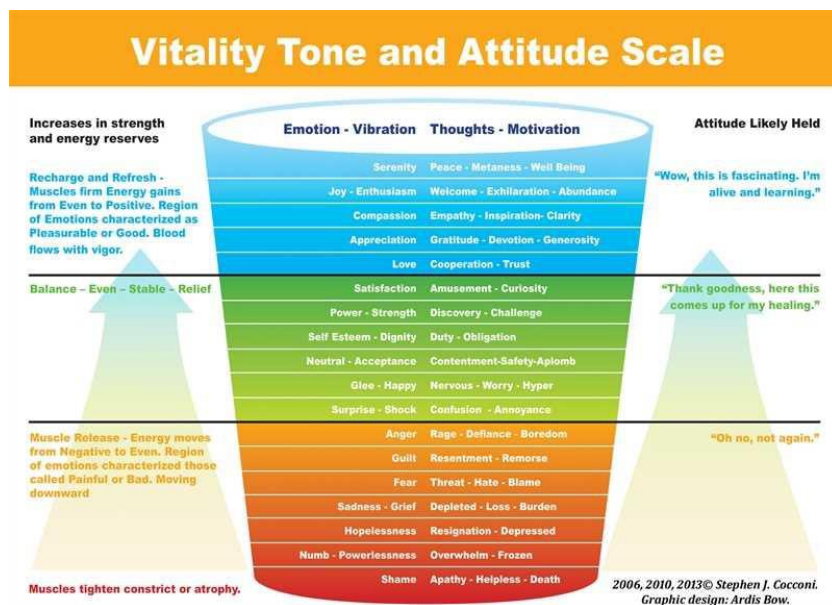 Vitality Tone and Attitude Scale
Increases in strength
and energy reserves
Recharge and Refresh -
Muscles firm Energy gains
from Even to Positive. Region
of Emotions characterized as
Pleasurable or Good. Blood
flows with vigor.
Balance – Even – Stable – Relief
Muscle Release - Energy moves
from Negative to Even. Region
of emotions characterized those
called Painful or Bad. Moving
downward
Muscles tighten constrict or atrophy.
Emotion - Vibration Thoughts - Motivation
Serenity Peace - Metaness - Well Being
Joy - Enthusiasm Welcome - Exhilaration - Abundance
Compassion Empathy - Inspiration- Clarity
Appreciation Gratitude - Devotion - Generosity
Love Cooperation - Trust
Satisfaction Amusement - Curiosity
Power - Strength Discovery - Challenge
Self Esteem - Dignity Duty - Obligation
Neutral - Acceptance Contentment-Safety-Aplomb
Glee - Happy Nervous - Worry - Hyper
Surprise - Shock Confusion - Annoyance
Anger Rage - Defiance - Boredom
Guilt Resentment - Remorse
Fear Threat - Hate - Blame
Sadness - Grief Depleted - Loss - Burden
Hopelessness Resignation - Depressed
Numb - Powerlessness Overwhelm - Frozen
Shame Apathy - Helpless - Death
Attitude Likely Held
“Wow, this is fascinating. I’m
alive and learning.”
“Thank goodness, here this
comes up for my healing.”
“Oh no, not again.”
2006, 2010, 2013© Stephen J. Cocconi.
Graphic design: Ardis Bow.